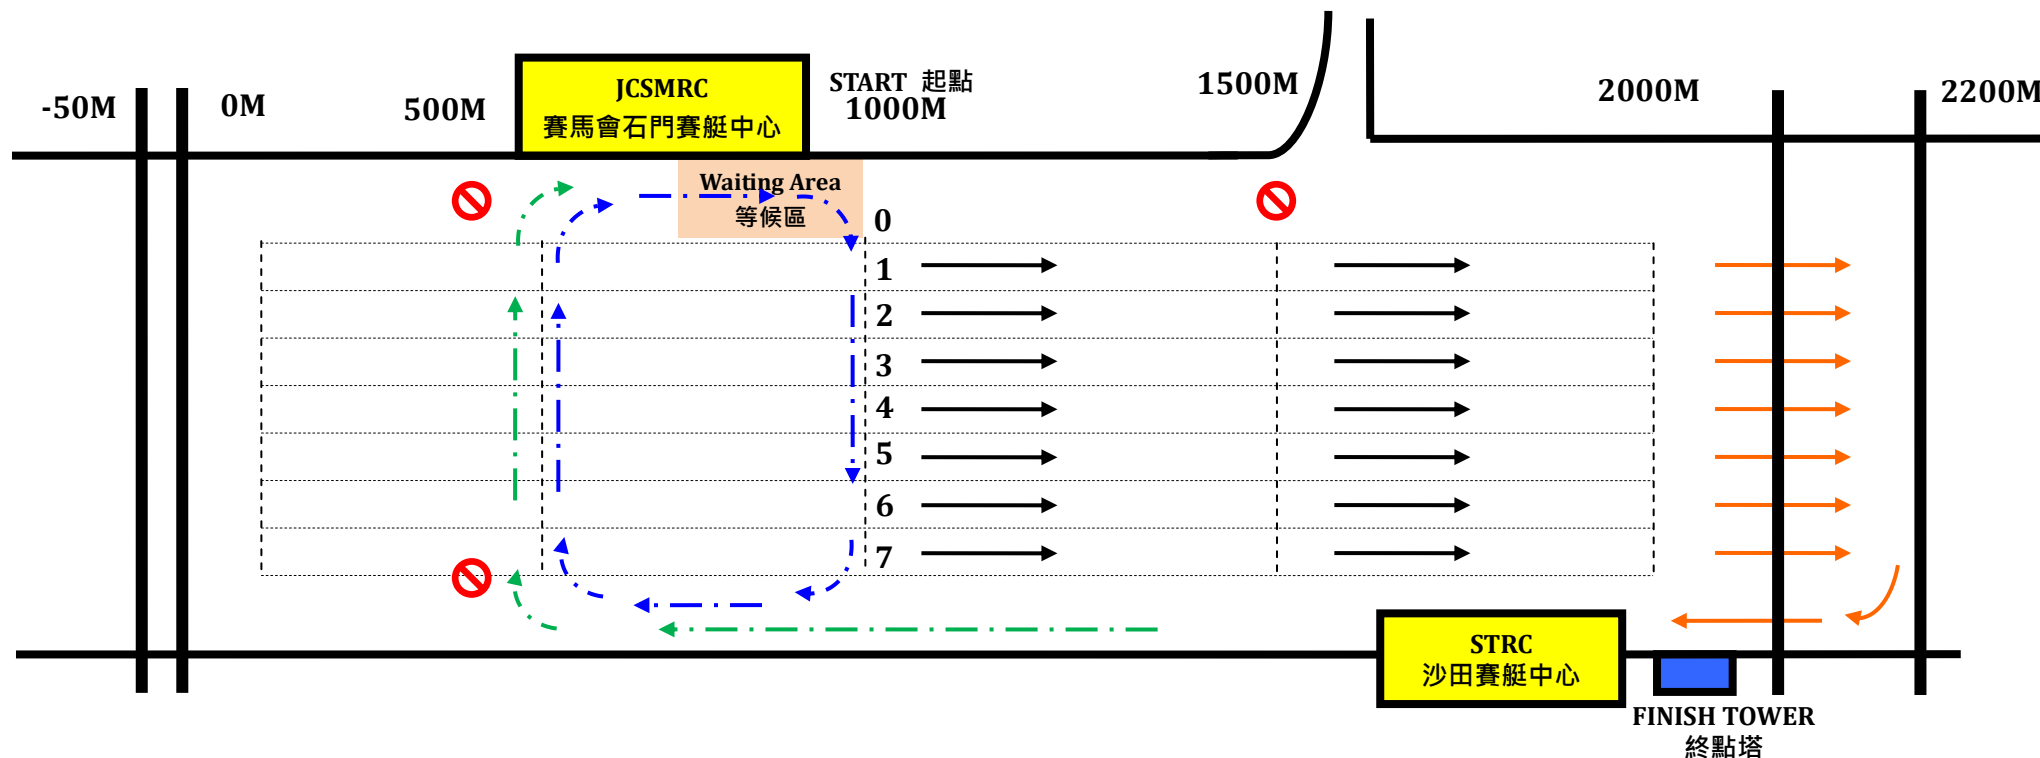 -50M
0M
500M
JCSMRC
賽馬會石門賽艇中心
START 起點
1000M
1500M
2000M
2200M
Waiting Area
等候區
0
1
2
3
4
5
6
7
STRC
沙田賽艇中心
FINISH TOWER
終點塔